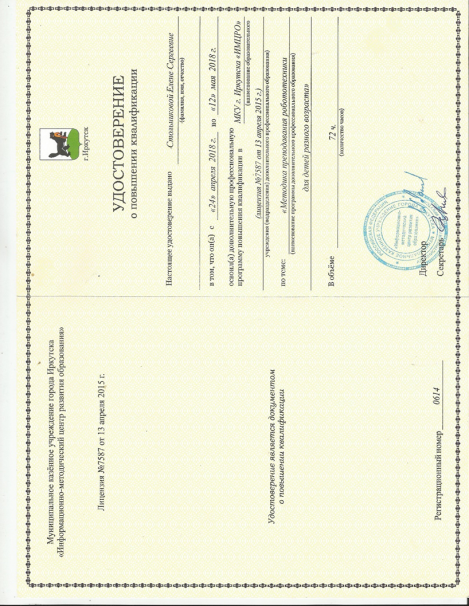 Муниципальное казённое учреждение города Иркутска
«Информационно-методический центр развития образования»
Лицензия №7587 от 13 апреля 2015 г.
Удостоверение является документом
о повышении квалификации
Регистрационный номер 0614
г.Иркутск
УДОСТОВЕРЕНИЕ
о повышении квалификации
Настоящее удостоверение выдано Елене Сергеевне
(фамилия, имя, отчество)
в том, что он(а) с «24» апреля 2018 г. по «12» мая 2018 г.
освоил(а) дополнительную профессиональную
программу повышения квалификации в МКУ г. Иркутска «ИМЦРО»
(наименование образовательного
(лицензия №7587 от 13 апреля 2015 г.)
учреждения (подразделения) дополнительного профессионального образования)
по теме: «Методика преподавания робототехники
(наименование программы дополнительного профессионального образования)
для детей разного возраста»
В объёме 72 ч.
(количество часов)
Директор
Секретарь